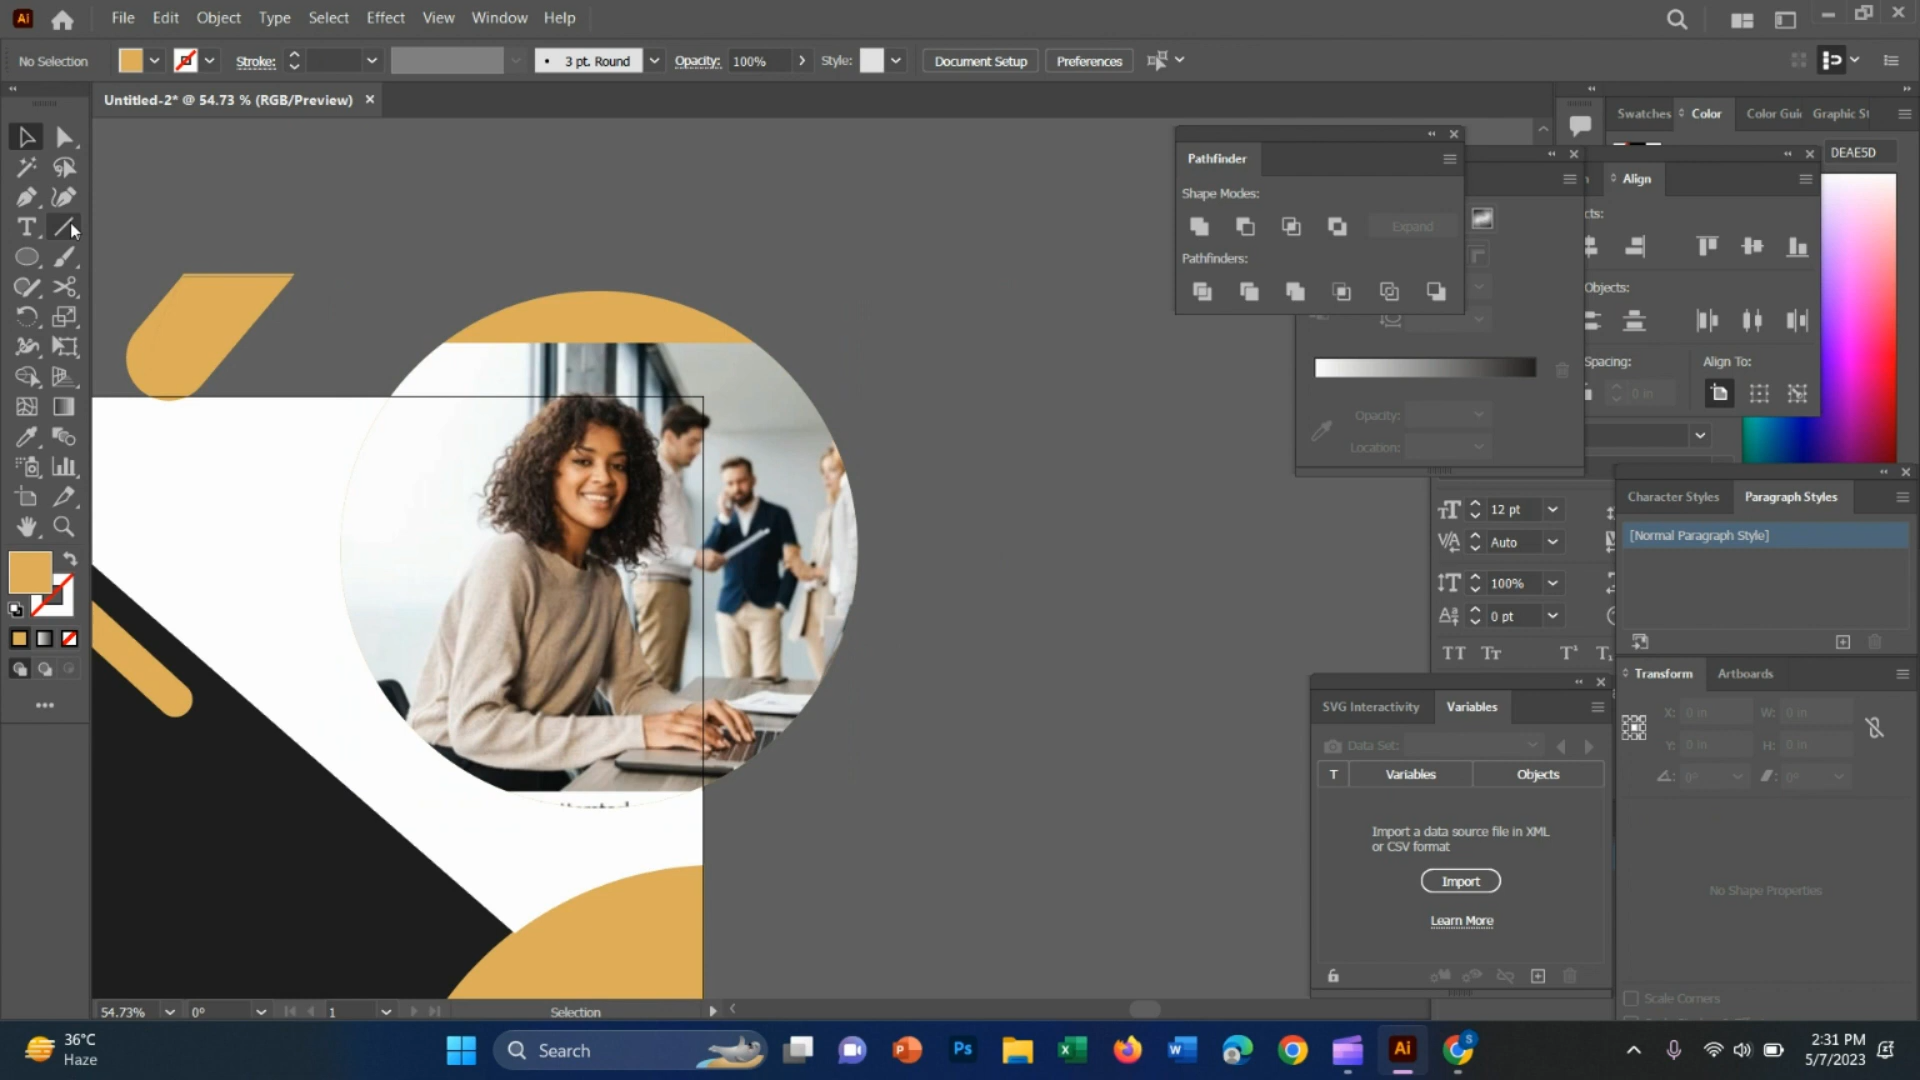 Ai
File Edit Object Type Select Effect View Window Help
No Selection
Stroke:
3 pt. Round
Opacity: 100%
Style:
Document Setup
Preferences
Untitled-2* @ 54.73 % (RGB/Preview)
Swatches
Color
Color Gui
Graphic St
DEAE5D
Pathfinder
Shape Modes:
Expand
Pathfinders:
Align
cts:
Objects:
Spacing:
0 in
Align To:
Opacity:
Location:
12 pt
Auto
100%
0 pt
Character Styles
Paragraph Styles
[Normal Paragraph Style]
Transform
Artboards
X: 0 in W: 0 in
Y: 0 in H: 0 in
0° 0°
No Shape Properties
Scale Corners
SVG Interactivity
Variables
Data Set:
T Variables Objects
Import a data source file in XML
or CSV format
Import
Learn More
54.73%
0°
1
Selection
36°C
Haze
Search
Ps
Ai
2:31 PM
5/7/2023